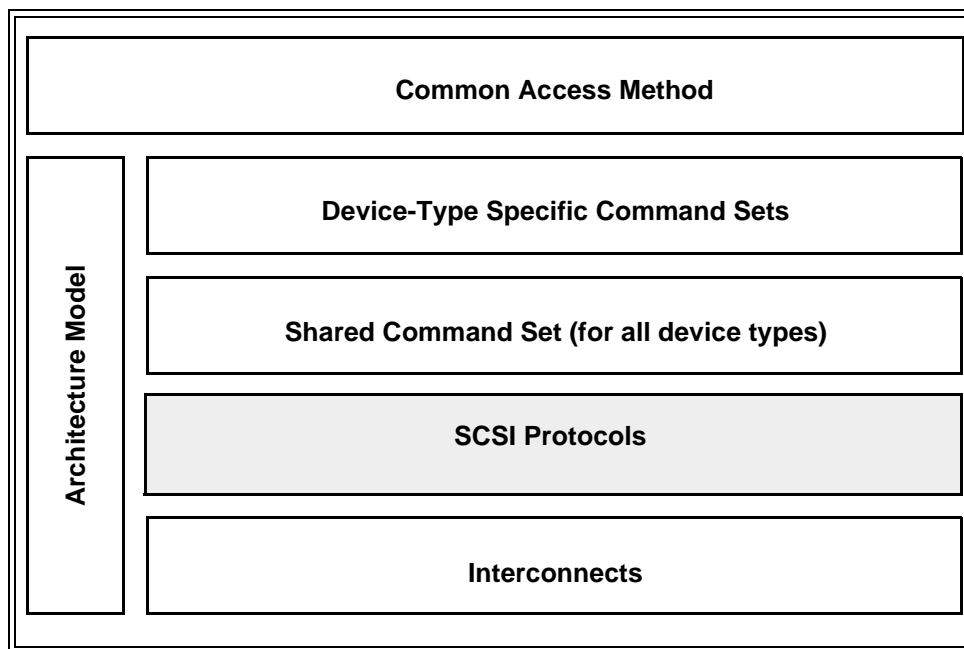 Common Access Method
Architecture Model
Device-Type Specific Command Sets
Shared Command Set (for all device types)
SCSI Protocols
Interconnects